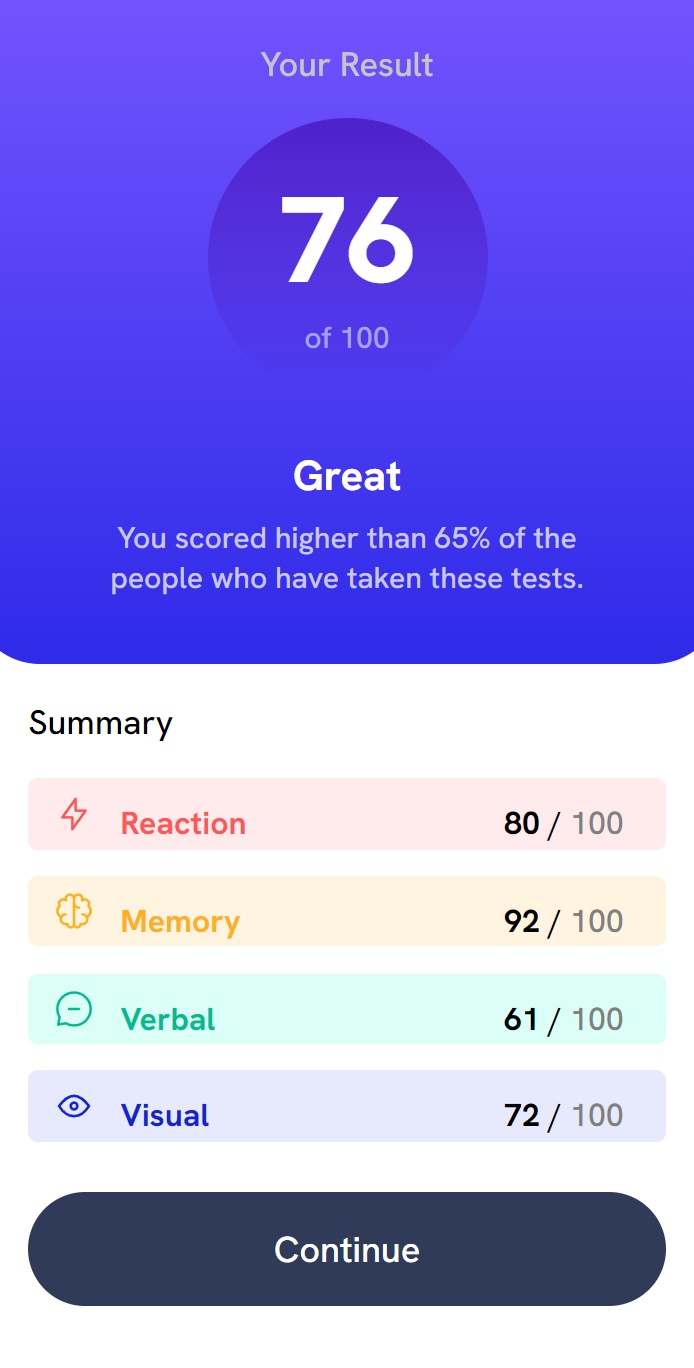 Your Result
76
of 100
Great
You scored higher than 65% of the
people who have taken these tests.
Summary
Reaction 80 / 100
Memory 92 / 100
Verbal 61 / 100
Visual 72 / 100
Continue